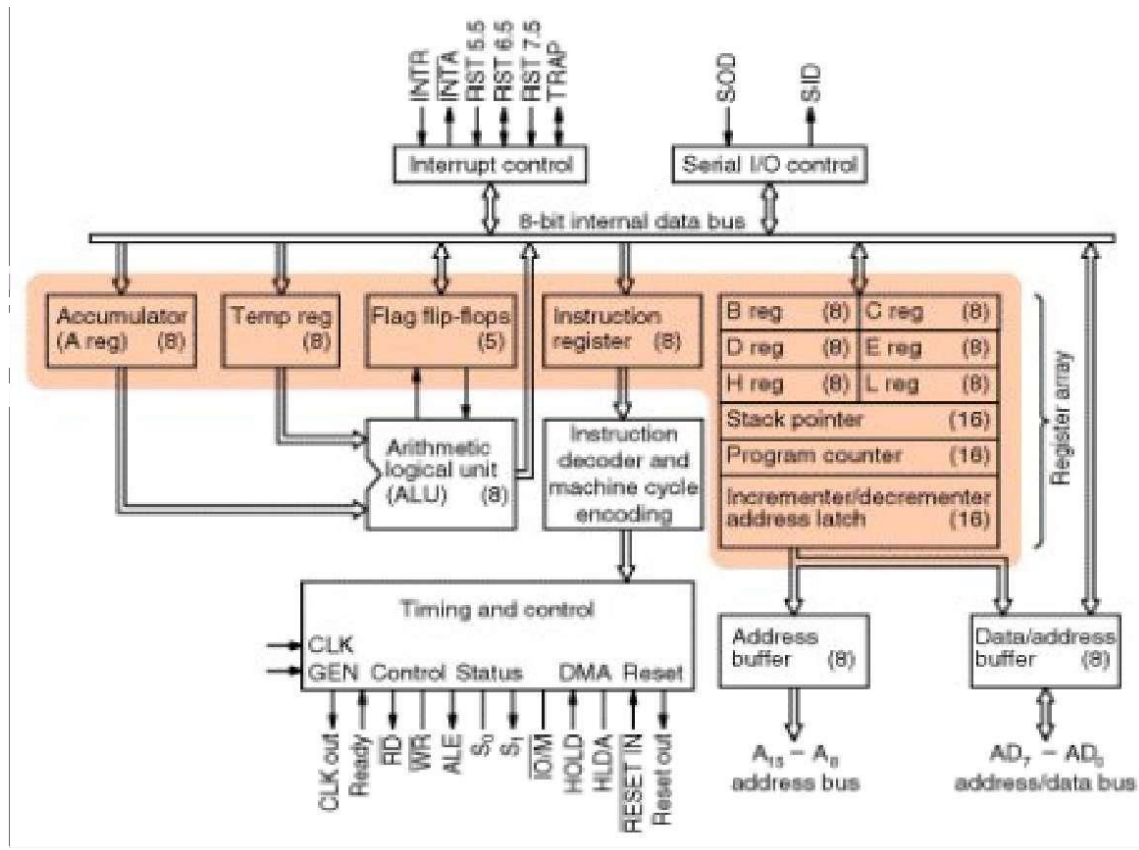 INTR
INTA
RST 5.5
RST 6.5
RST 7.5
TRAP
SOD
SID
Interrupt control
Serial I/O control
8-bit internal data bus
Accumulator
(A reg) (8)
Temp reg
(8)
Flag flip-flops
(5)
Instruction
register (8)
B reg (8) C reg (8)
D reg (8) E reg (8)
H reg (8) L reg (8)
Stack pointer (16)
Program counter (16)
Incrementer/decrementer
address latch (16)
Register array
Arithmetic
logical unit
(ALU) (8)
Instruction
decoder and
machine cycle
encoding
Timing and control
CLK
GEN Control Status DMA Reset
CLK out
Ready
RD
WR
ALE
S0
S1
IO/M
HOLD
HLDA
RESET IN
Reset out
Address
buffer (8)
Data/address
buffer (8)
A15 – A8
address bus
AD7 – AD0
address/data bus